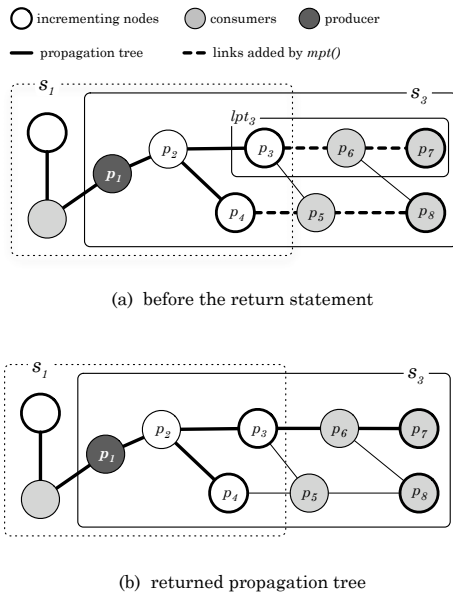 incrementing nodes consumers producer
propagation tree links added by mpt()
s1 s3
lpt3
p1 p2 p3 p6 p7
p4 p5 p8
(a) before the return statement
s1 s3
p1 p2 p3 p6 p7
p4 p5 p8
(b) returned propagation tree